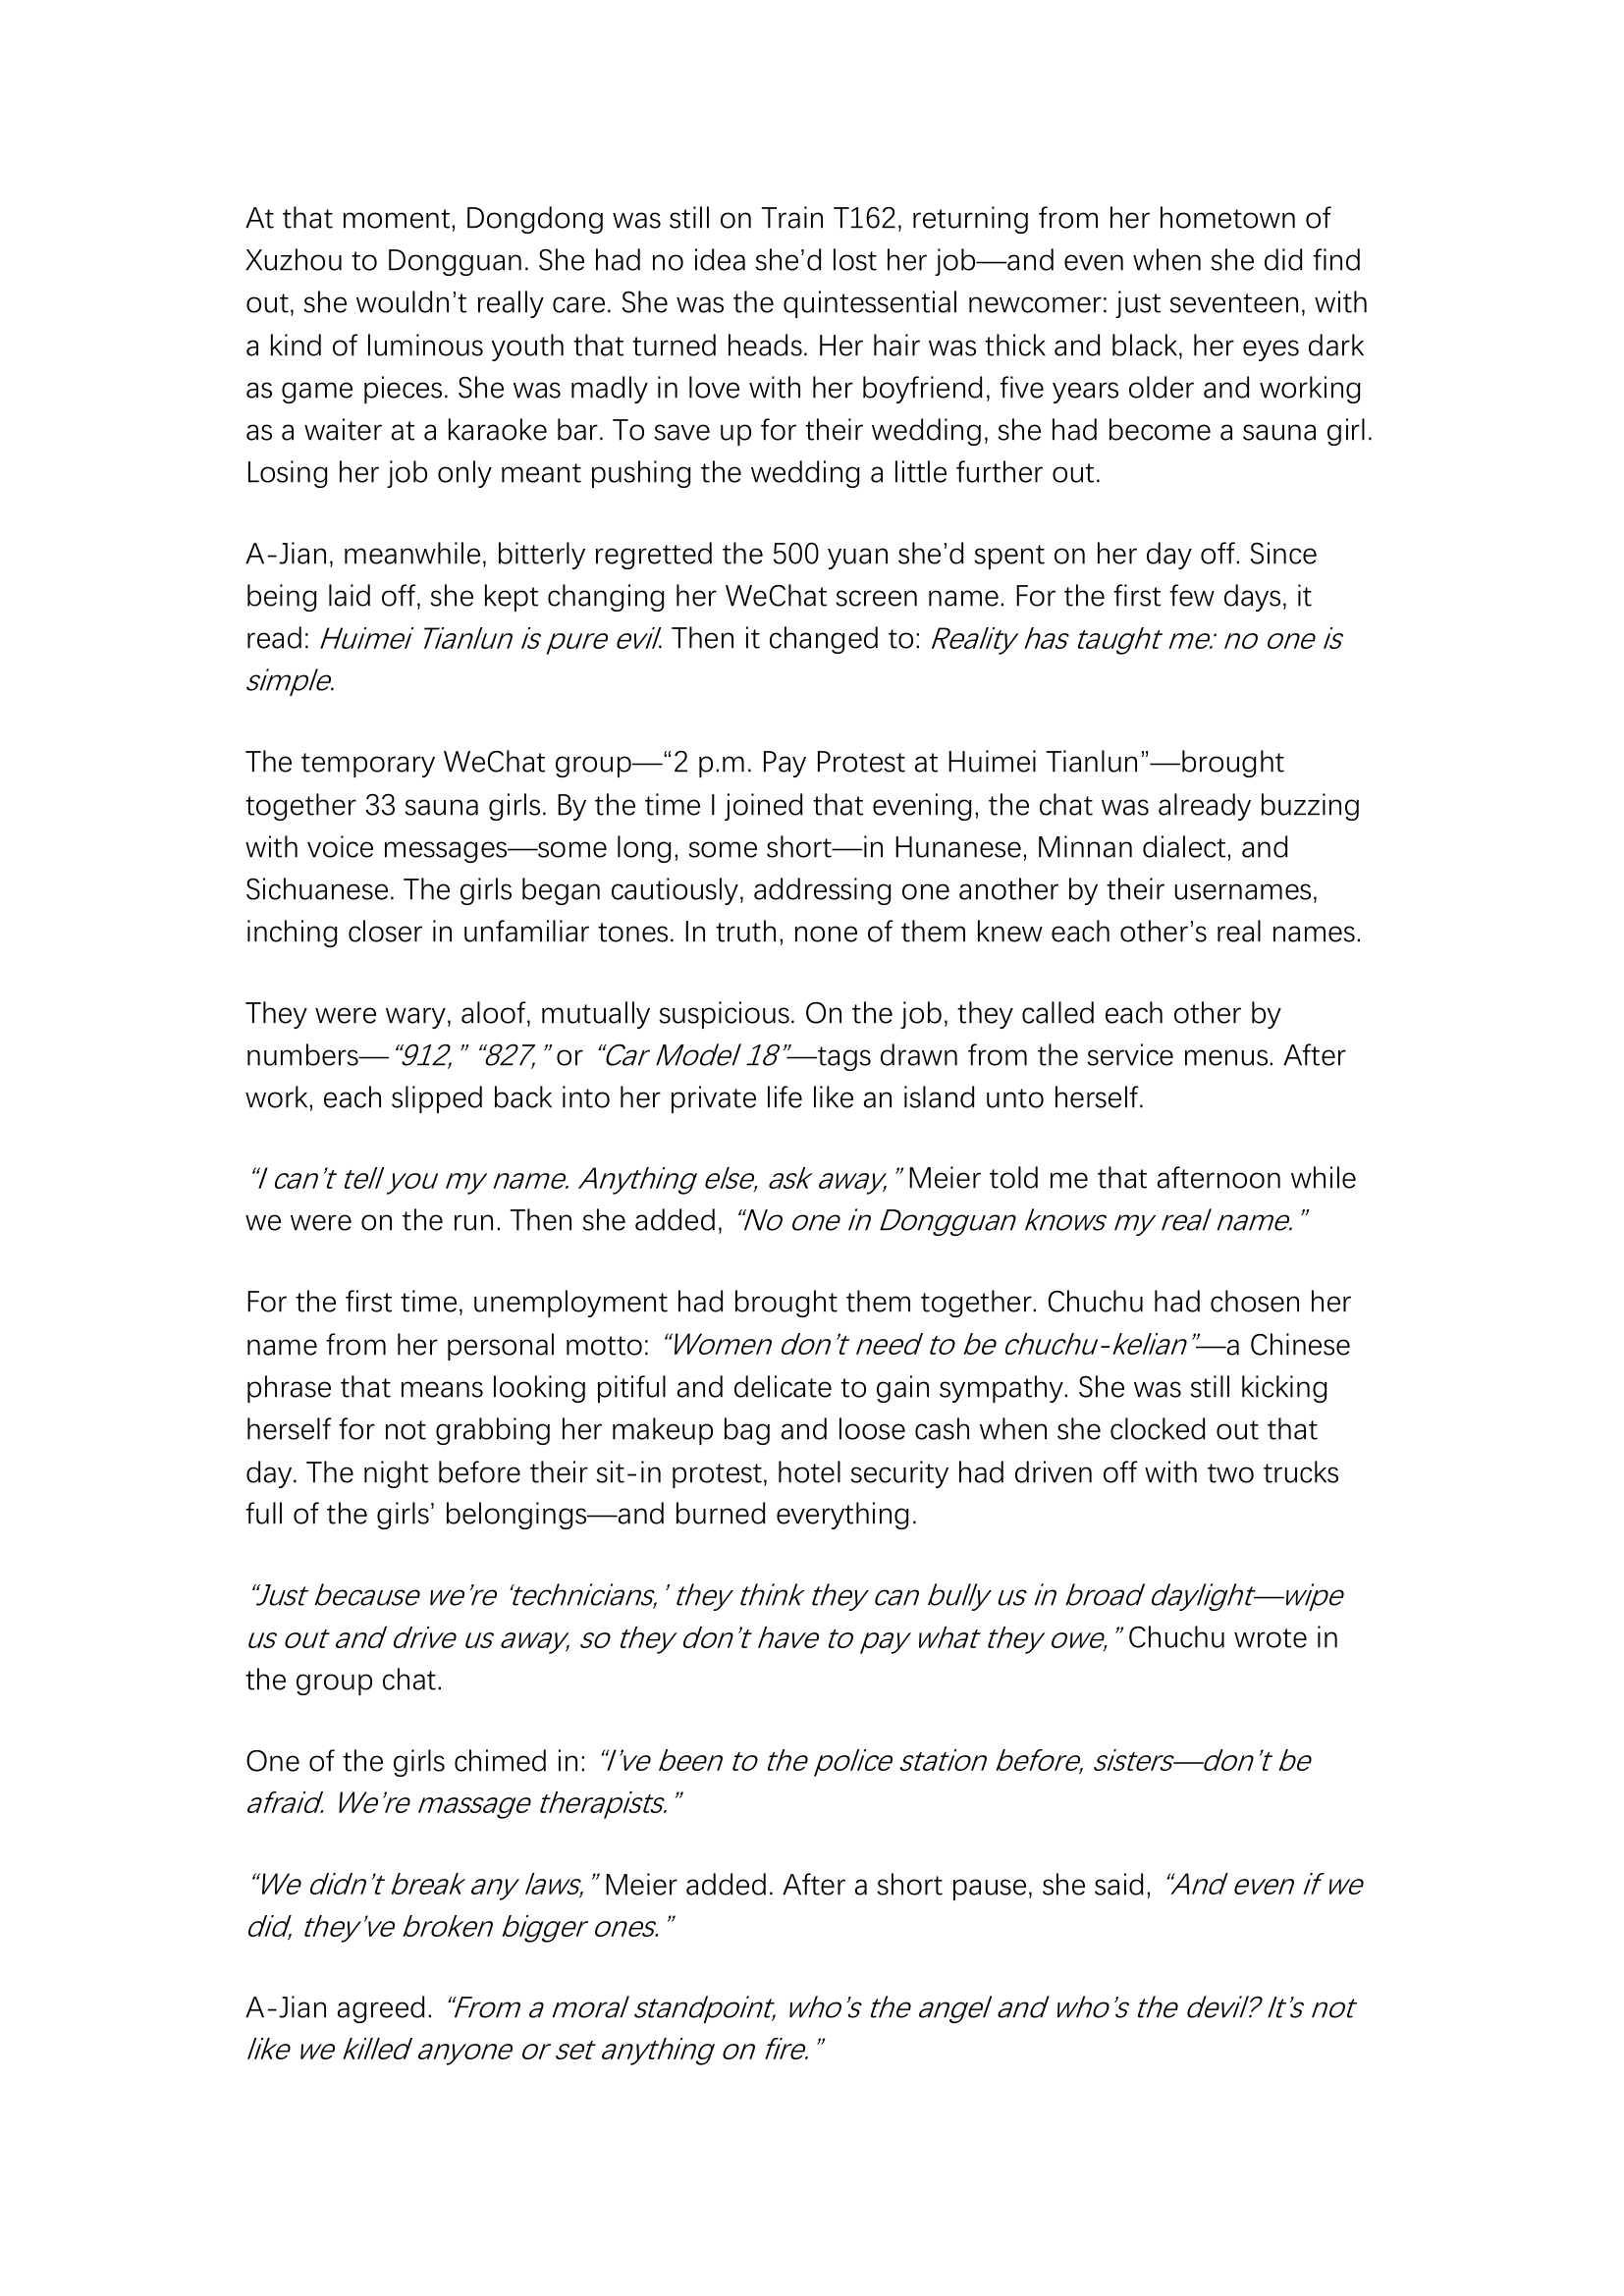 At that moment, Dongdong was still on Train T162, returning from her hometown of
Xuzhou to Dongguan. She had no idea she’d lost her job—and even when she did find
out, she wouldn’t really care. She was the quintessential newcomer: just seventeen, with
a kind of luminous youth that turned heads. Her hair was thick and black, her eyes dark
as game pieces. She was madly in love with her boyfriend, five years older and working
as a waiter at a karaoke bar. To save up for their wedding, she had become a sauna girl.
Losing her job only meant pushing the wedding a little further out.
A-Jian, meanwhile, bitterly regretted the 500 yuan she’d spent on her day off. Since
being laid off, she kept changing her WeChat screen name. For the first few days, it
read: Huimei Tianlun is pure evil. Then it changed to: Reality has taught me: no one is
simple.
The temporary WeChat group—“2 p.m. Pay Protest at Huimei Tianlun”—brought
together 33 sauna girls. By the time I joined that evening, the chat was already buzzing
with voice messages—some long, some short—in Hunanese, Minnan dialect, and
Sichuanese. The girls began cautiously, addressing one another by their usernames,
inching closer in unfamiliar tones. In truth, none of them knew each other’s real names.
They were wary, aloof, mutually suspicious. On the job, they called each other by
numbers—“912,” “827,” or “Car Model 18”—tags drawn from the service menus. After
work, each slipped back into her private life like an island unto herself.
“I can’t tell you my name. Anything else, ask away,” Meier told me that afternoon while
we were on the run. Then she added, “No one in Dongguan knows my real name.”
For the first time, unemployment had brought them together. Chuchu had chosen her
name from her personal motto: “Women don’t need to be chuchu-kelian”—a Chinese
phrase that means looking pitiful and delicate to gain sympathy. She was still kicking
herself for not grabbing her makeup bag and loose cash when she clocked out that
day. The night before their sit-in protest, hotel security had driven off with two trucks
full of the girls’ belongings—and burned everything.
“Just because we’re ‘technicians,’ they think they can bully us in broad daylight—wipe
us out and drive us away, so they don’t have to pay what they owe,” Chuchu wrote in
the group chat.
One of the girls chimed in: “I’ve been to the police station before, sisters—don’t be
afraid. We’re massage therapists.”
“We didn’t break any laws,” Meier added. After a short pause, she said, “And even if we
did, they’ve broken bigger ones.”
A-Jian agreed. “From a moral standpoint, who’s the angel and who’s the devil? It’s not
like we killed anyone or set anything on fire.”